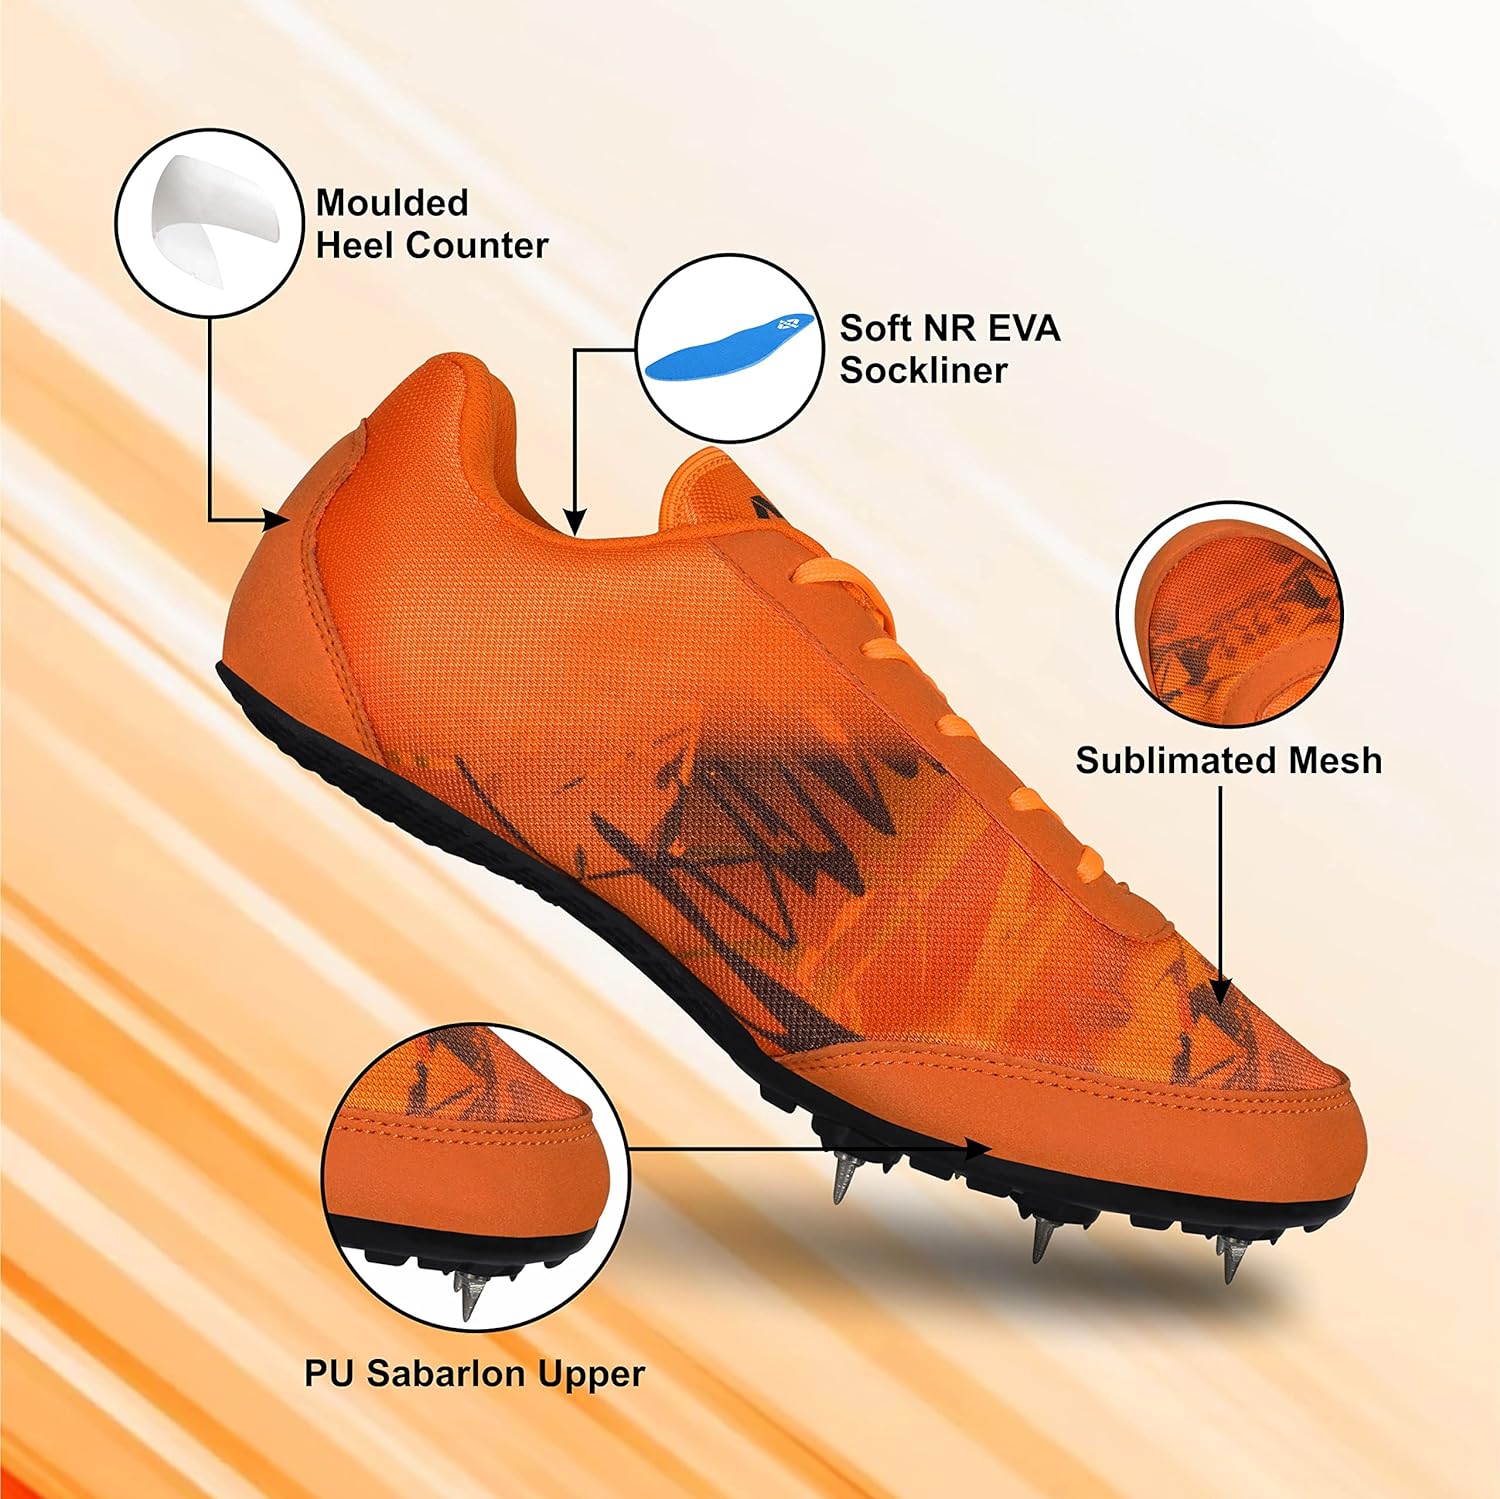 Moulded
Heel Counter
Soft NR EVA
Sockliner
Sublimated Mesh
PU Sabarlon Upper